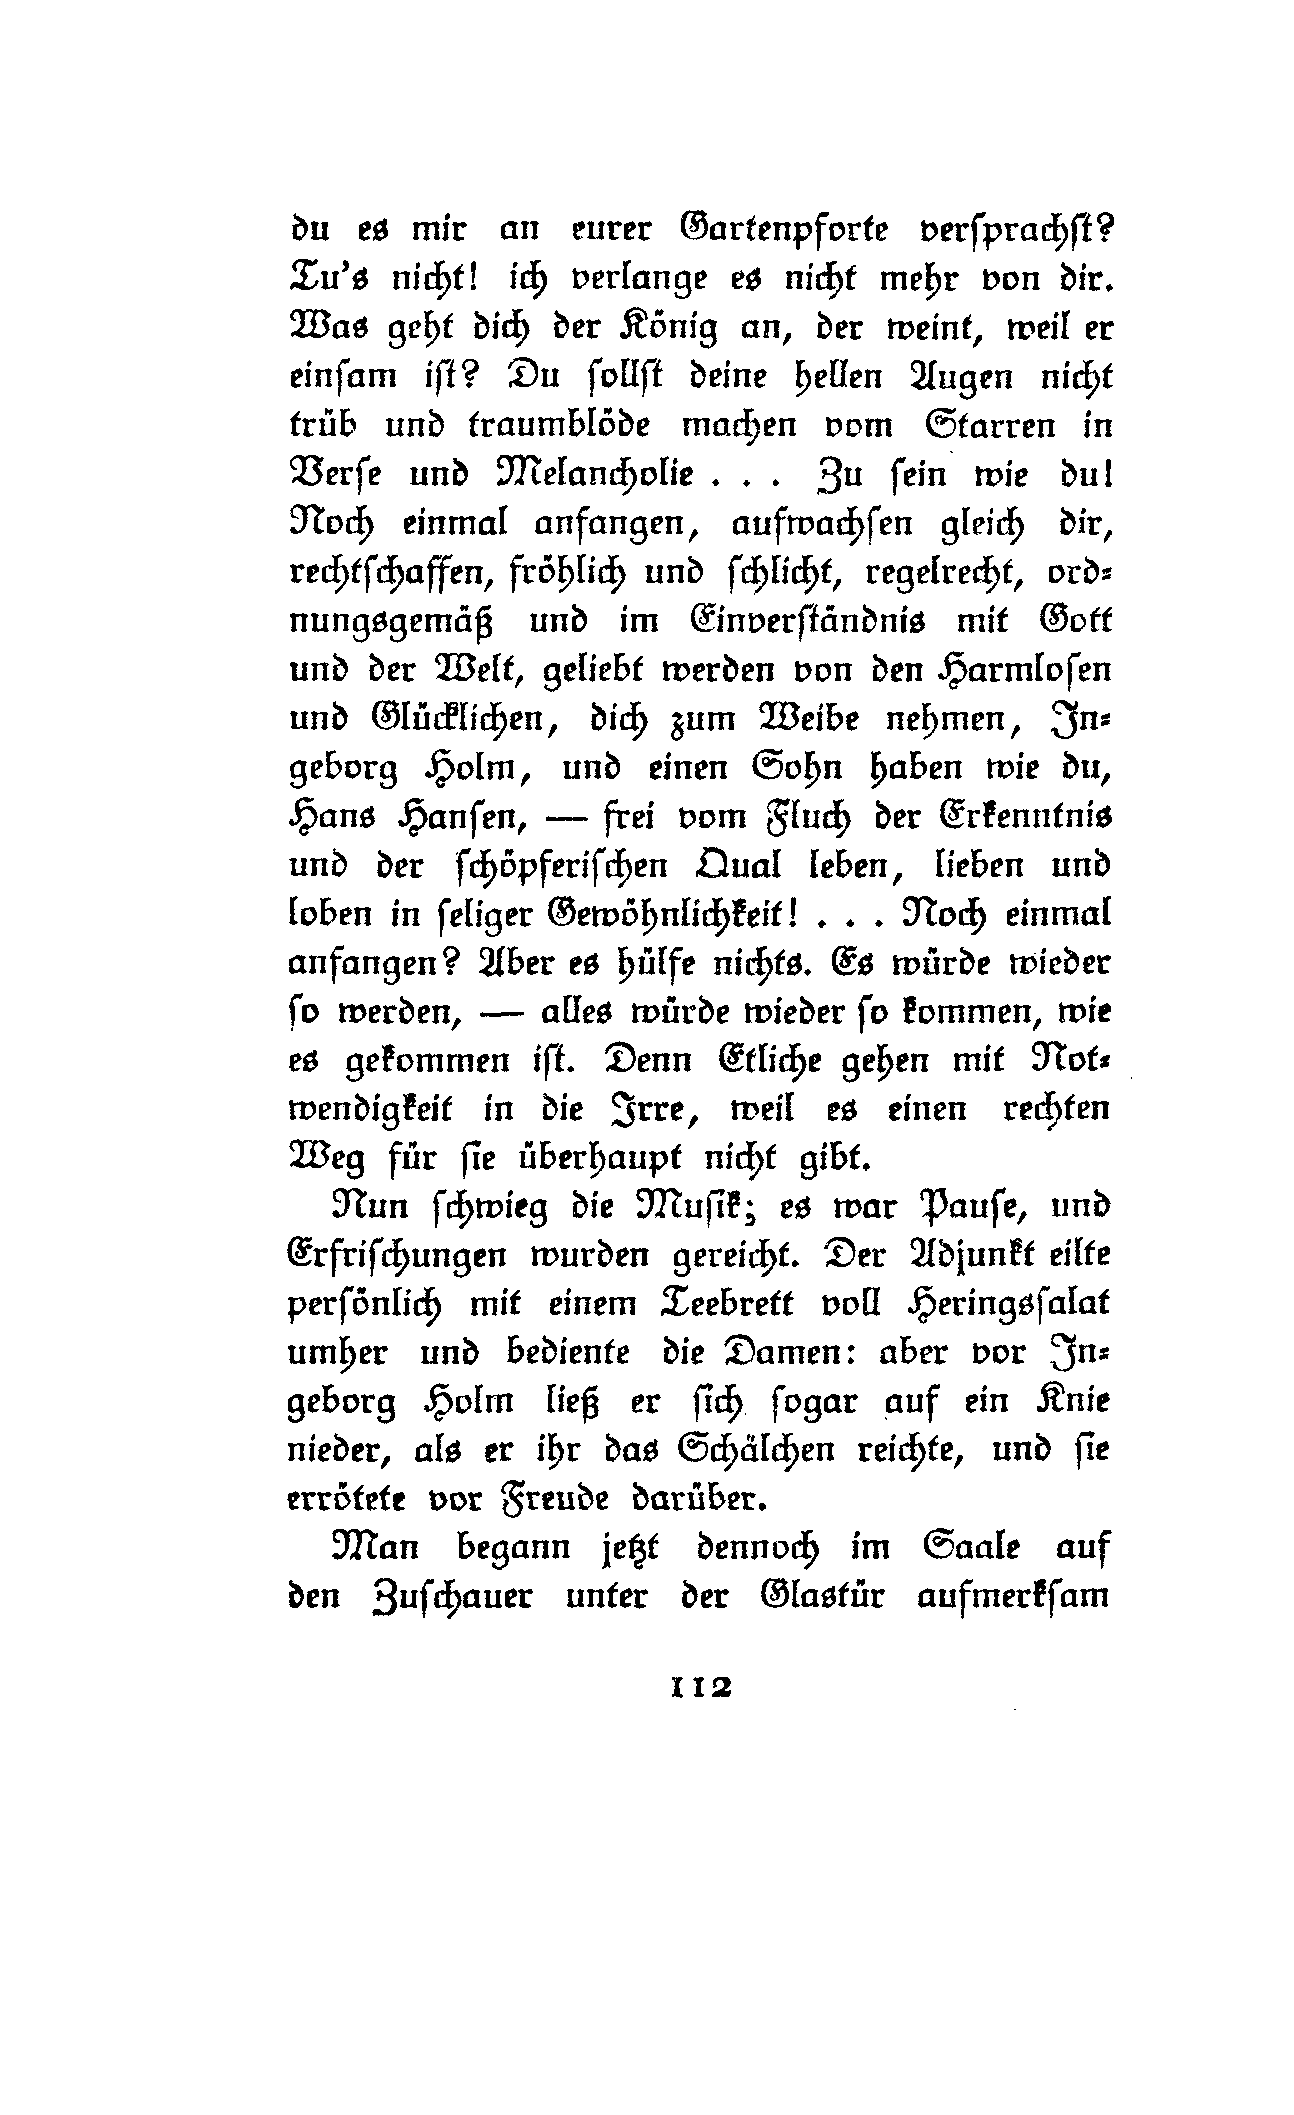 du es mir an eurer Gartenpforte verſprachſt?
Tu’s nicht! ich verlange es nicht mehr von dir.
Was geht dich der König an, der weint, weil er
einſam iſt? Du ſollſt deine hellen Augen nicht
trüb und traumblöde machen vom Starren in
Verſe und Melancholie . . . Zu ſein wie du!
Noch einmal anfangen, aufwachſen gleich dir,
rechtſchaffen, fröhlich und ſchlicht, regelrecht, ord⸗
nungsgemäß und im Einverſtändnis mit Gott
und der Welt, geliebt werden von den Harmloſen
und Glücklichen, dich zum Weibe nehmen, In⸗
geborg Holm, und einen Sohn haben wie du,
Hans Hanſen, — frei vom Fluch der Erkenntnis
und der ſchöpferiſchen Qual leben, lieben und
loben in ſeliger Gewöhnlichkeit! . . . Noch einmal
anfangen? Aber es hülfe nichts. Es würde wieder
ſo werden, — alles würde wieder ſo kommen, wie
es gekommen iſt. Denn Etliche gehen mit Not⸗
wendigkeit in die Irre, weil es einen rechten
Weg für ſie überhaupt nicht gibt.
Nun ſchwieg die Muſik; es war Pauſe, und
Erfriſchungen wurden gereicht. Der Adjunkt eilte
perſönlich mit einem Teebrett voll Heringsſalat
umher und bediente die Damen: aber vor In⸗
geborg Holm ließ er ſich ſogar auf ein Knie
nieder, als er ihr das Schälchen reichte, und ſie
errötete vor Freude darüber.
Man begann jetzt dennoch im Saale auf
den Zuſchauer unter der Glastür aufmerkſam
112